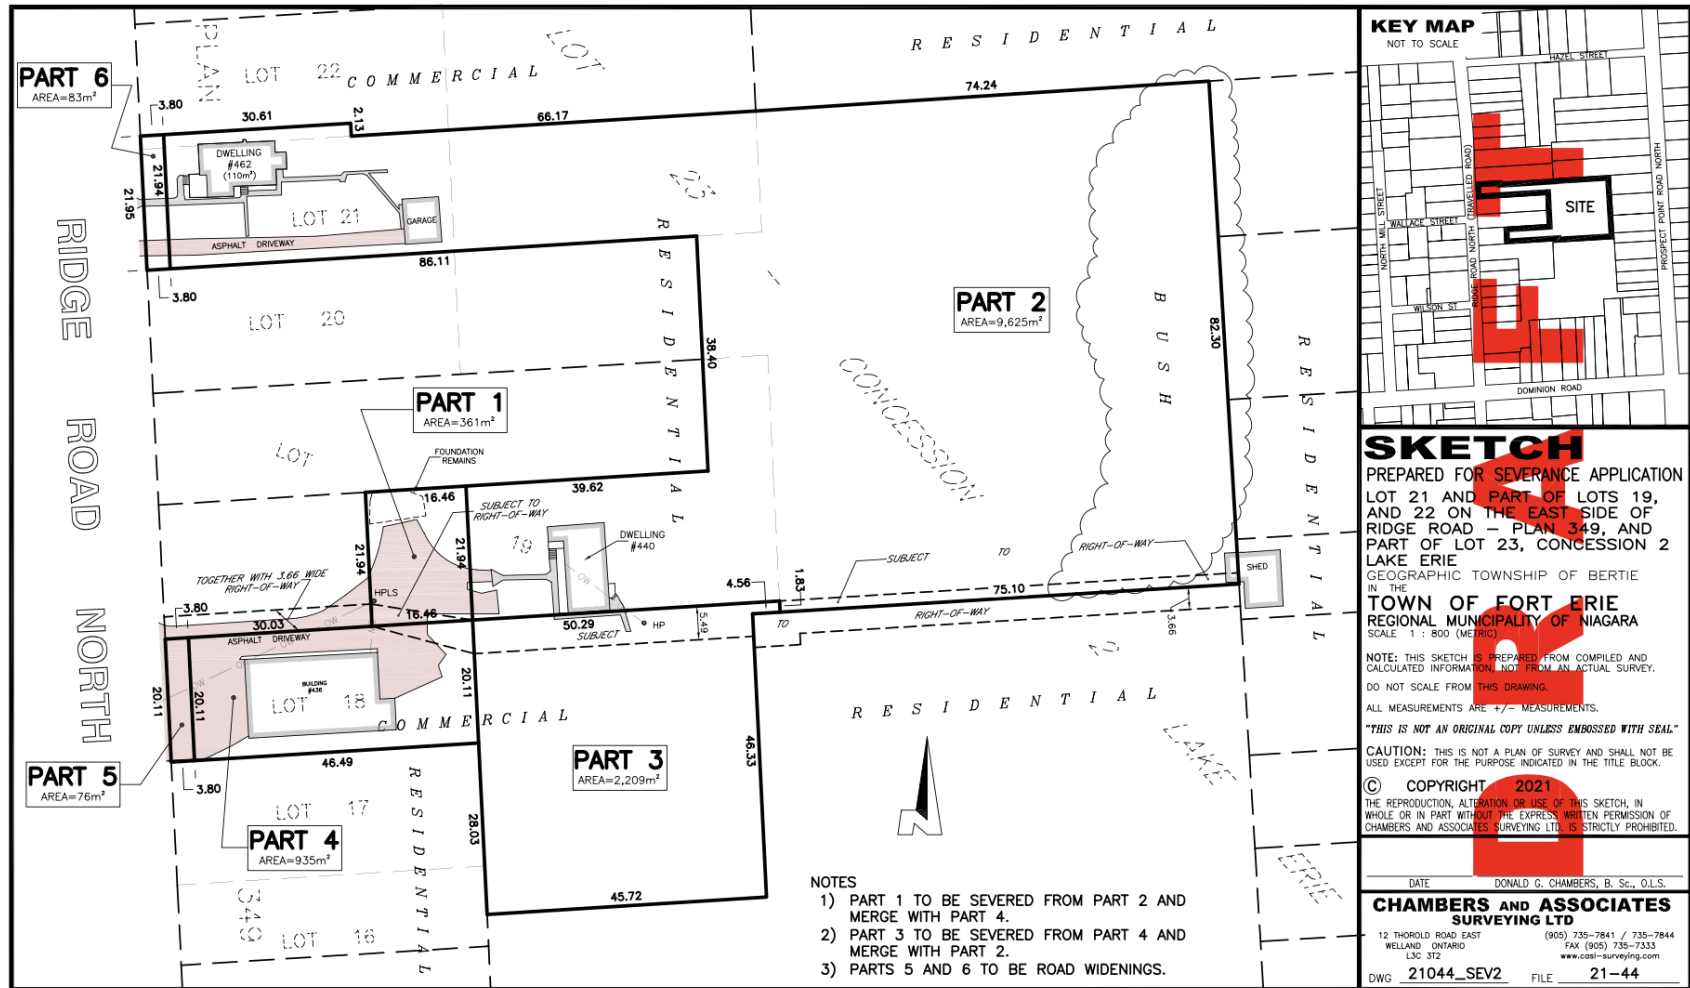 PLAN
LOT 22
COMMERCIAL
LOT
RESIDENTIAL
PART 6
AREA=83m²
3.80
30.61
2.13
66.17
74.24
DWELLING
#462
(110m²)
21.94
21.95
LOT 21
GARAGE
ASPHALT DRIVEWAY
23
86.11
3.80
RIDGE ROAD NORTH
LOT 20
RESIDENTIAL
38.40
PART 2
AREA=9,625m²
BUSH
82.30
RESIDENTIAL
CONCESSION
PART 1
AREA=361m²
LOT
FOUNDATION
REMAINS
16.46
39.62
SUBJECT TO
RIGHT-OF-WAY
21.94
21.94
19
DWELLING
#440
OW
TOGETHER WITH 3.66 WIDE
RIGHT-OF-WAY
HPLS
SUBJECT TO RIGHT-OF-WAY
SHED
4.56
1.83
75.10
3.80
30.03
16.46
50.29
SUBJECT TO RIGHT-OF-WAY
HP
5.49
3.66
ASPHALT DRIVEWAY
OW
OW
OW
20.11
20.11
BUILDING
#436
LOT 18
20.11
COMMERCIAL
2
RESIDENTIAL
LAKE
ERIE
46.49
PART 5
AREA=76m²
3.80
LOT 17
RESIDENTIAL
PART 4
AREA=935m²
28.03
PART 3
AREA=2,209m²
46.33
45.72
349
LOT 16
N
NOTES
1) PART 1 TO BE SEVERED FROM PART 2 AND
MERGE WITH PART 4.
2) PART 3 TO BE SEVERED FROM PART 4 AND
MERGE WITH PART 2.
3) PARTS 5 AND 6 TO BE ROAD WIDENINGS.
KEY MAP
NOT TO SCALE
HAZEL STREET
NORTH MILL STREET
WALLACE STREET
RIDGE ROAD NORTH (TRAVELLED ROAD)
SITE
PROSPECT POINT ROAD NORTH
WILSON ST
DOMINION ROAD
DRAFT
SKETCH
PREPARED FOR SEVERANCE APPLICATION
LOT 21 AND PART OF LOTS 19,
AND 22 ON THE EAST SIDE OF
RIDGE ROAD - PLAN 349, AND
PART OF LOT 23, CONCESSION 2
LAKE ERIE
GEOGRAPHIC TOWNSHIP OF BERTIE
IN THE
TOWN OF FORT ERIE
REGIONAL MUNICIPALITY OF NIAGARA
SCALE 1 : 800 (METRIC)
NOTE: THIS SKETCH IS PREPARED FROM COMPILED AND
CALCULATED INFORMATION, NOT FROM AN ACTUAL SURVEY.
DO NOT SCALE FROM THIS DRAWING.
ALL MEASUREMENTS ARE +/- MEASUREMENTS.
"THIS IS NOT AN ORIGINAL COPY UNLESS EMBOSSED WITH SEAL"
CAUTION: THIS IS NOT A PLAN OF SURVEY AND SHALL NOT BE
USED EXCEPT FOR THE PURPOSE INDICATED IN THE TITLE BLOCK.
© COPYRIGHT 2021
THE REPRODUCTION, ALTERATION OR USE OF THIS SKETCH, IN
WHOLE OR IN PART WITHOUT THE EXPRESS WRITTEN PERMISSION OF
CHAMBERS AND ASSOCIATES SURVEYING LTD. IS STRICTLY PROHIBITED.
DATE
DONALD G. CHAMBERS, B. Sc., O.L.S.
CHAMBERS AND ASSOCIATES
SURVEYING LTD
12 THOROLD ROAD EAST
WELLAND ONTARIO
L3C 3T2
(905) 735-7841 / 735-7844
FAX (905) 735-7333
www.casl-surveying.com
DWG 21044_SEV2
FILE 21-44